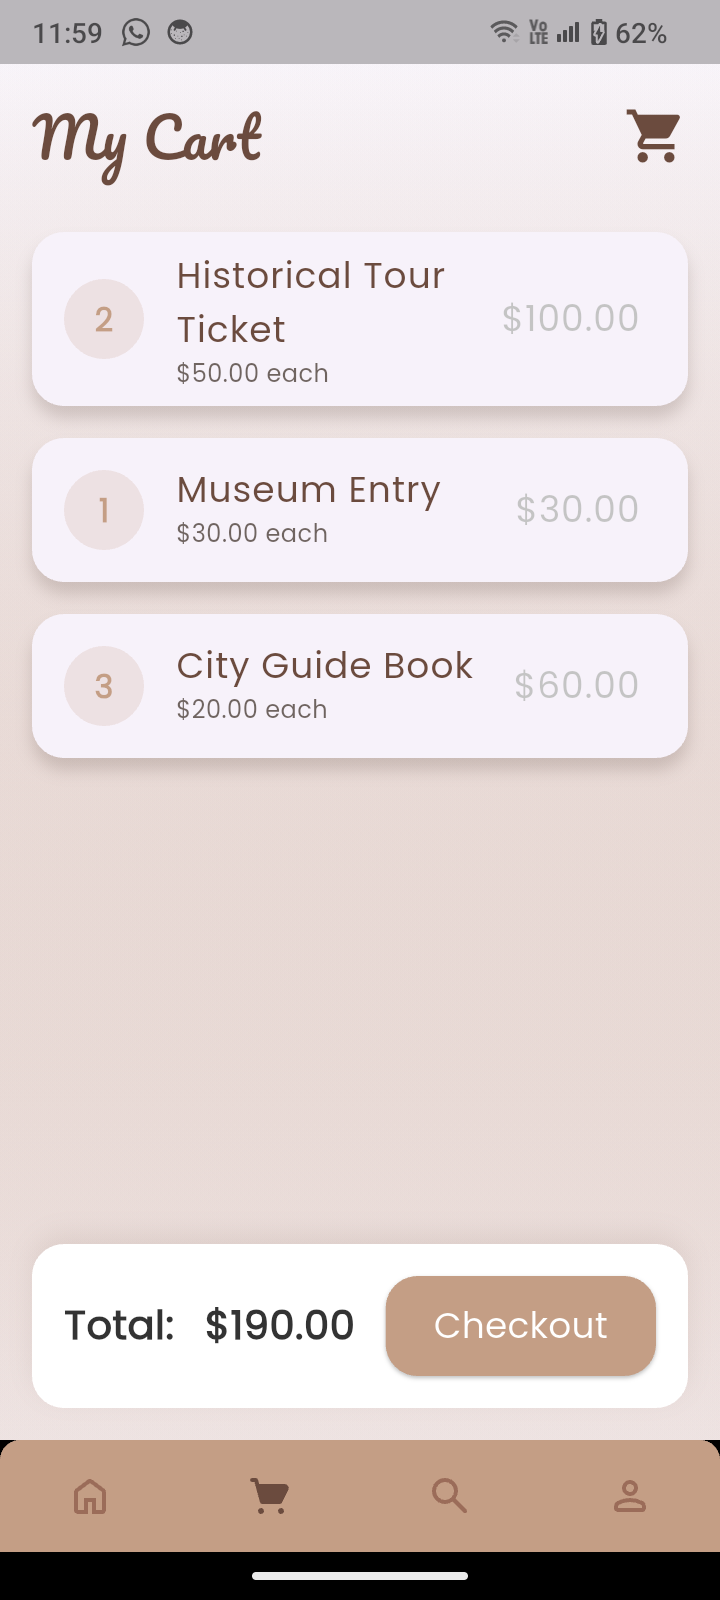 11:59 Vo LTE 62%
My Cart
2 Historical Tour Ticket $100.00
$50.00 each
1 Museum Entry $30.00
$30.00 each
3 City Guide Book $60.00
$20.00 each
Total: $190.00 Checkout